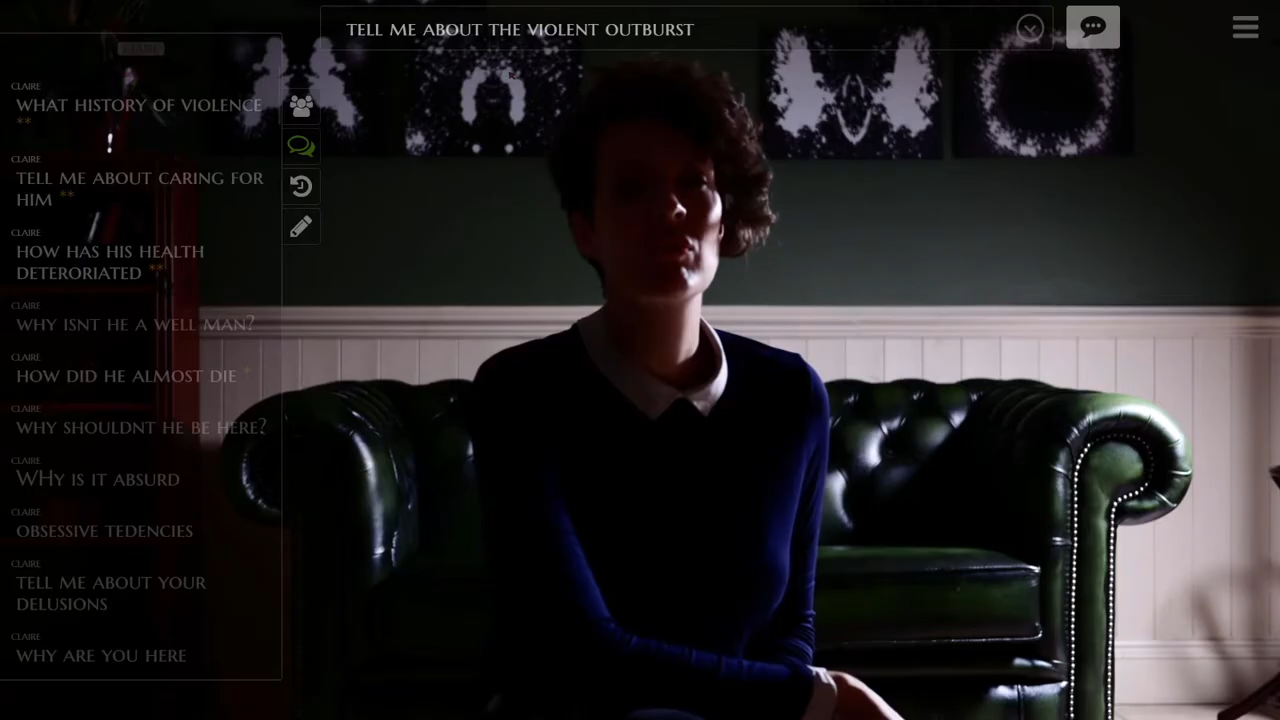 TELL ME ABOUT THE VIOLENT OUTBURST
CLAIRE
WHAT HISTORY OF VIOLENCE
**
CLAIRE
TELL ME ABOUT CARING FOR
HIM **
CLAIRE
HOW HAS HIS HEALTH
DETERORIATED **
CLAIRE
WHY ISNT HE A WELL MAN?
CLAIRE
HOW DID HE ALMOST DIE *
CLAIRE
WHY SHOULDNT HE BE HERE?
CLAIRE
WHy IS IT ABSURD
CLAIRE
OBSESSIVE TEDENCIES
CLAIRE
TELL ME ABOUT YOUR
DELUSIONS
CLAIRE
WHY ARE YOU HERE